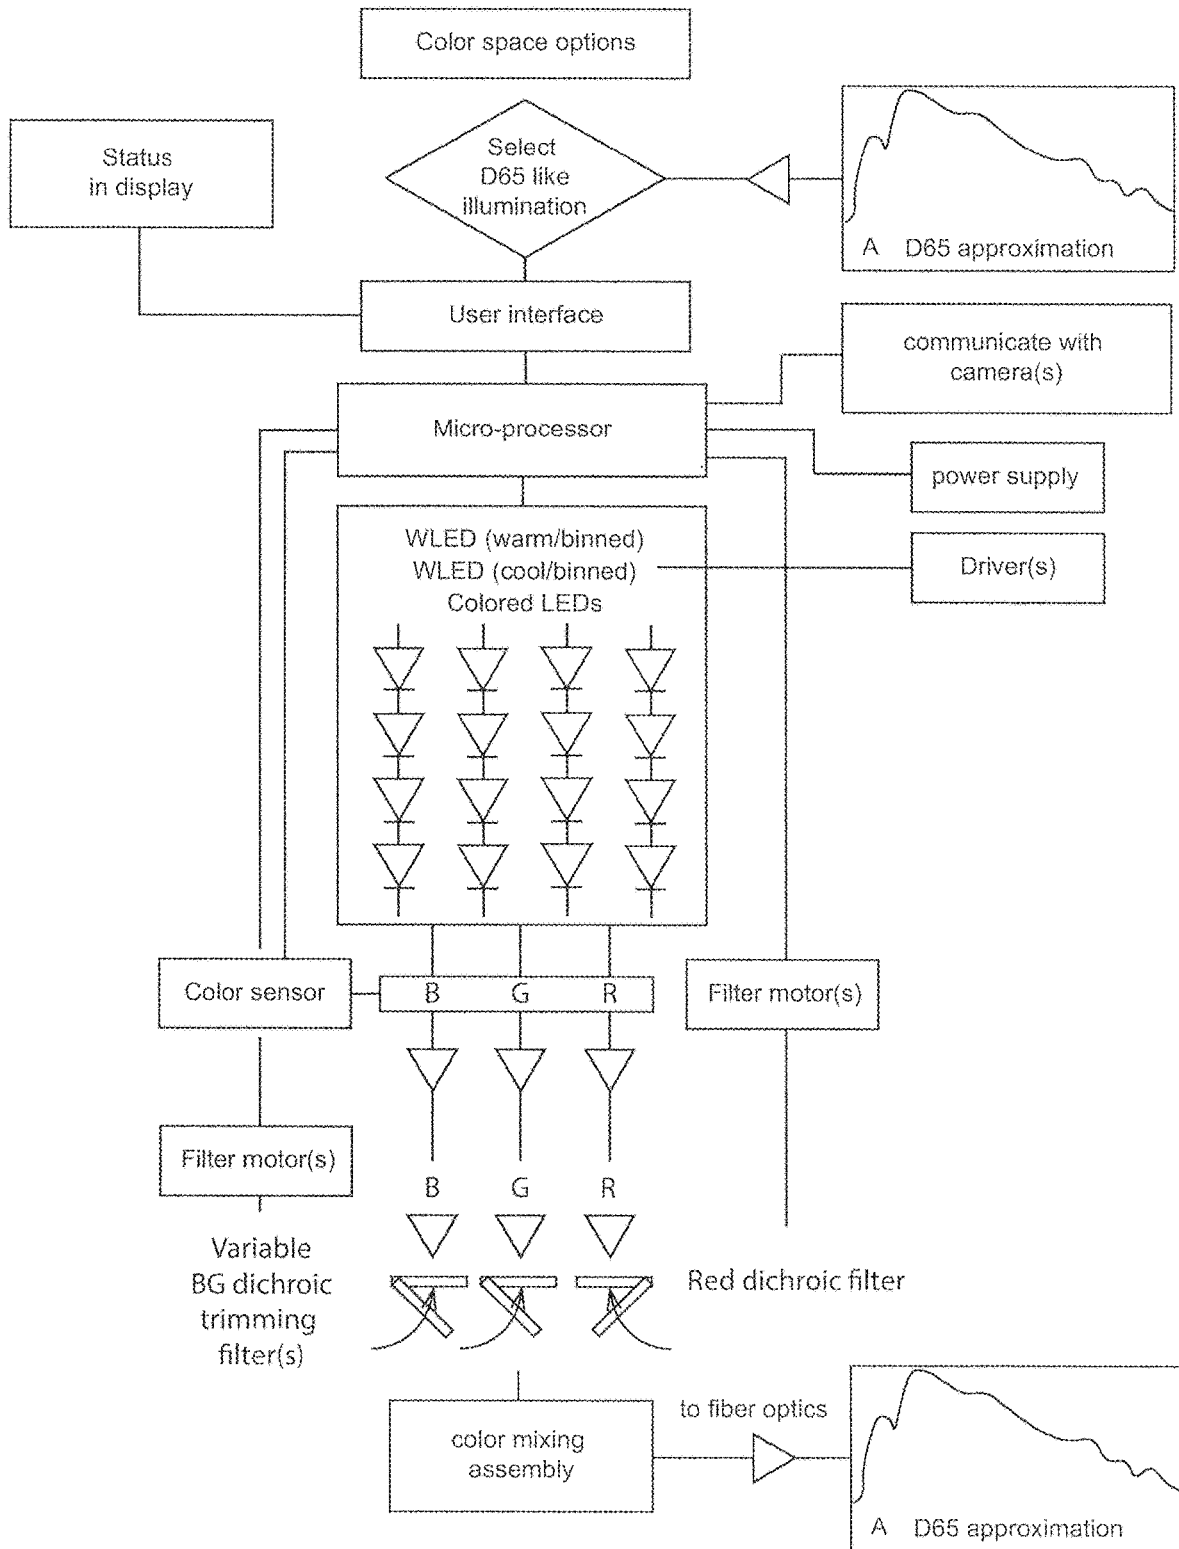 Color space options
Select
D65 like
illumination
A D65 approximation
Status
in display
User interface
communicate with
camera(s)
Micro-processor
power supply
WLED (warm/binned)
WLED (cool/binned)
Colored LEDs
Driver(s)
Color sensor
B G R
Filter motor(s)
Filter motor(s)
B G R
Variable
BG dichroic
trimming
filter(s)
Red dichroic filter
color mixing
assembly
to fiber optics
A D65 approximation